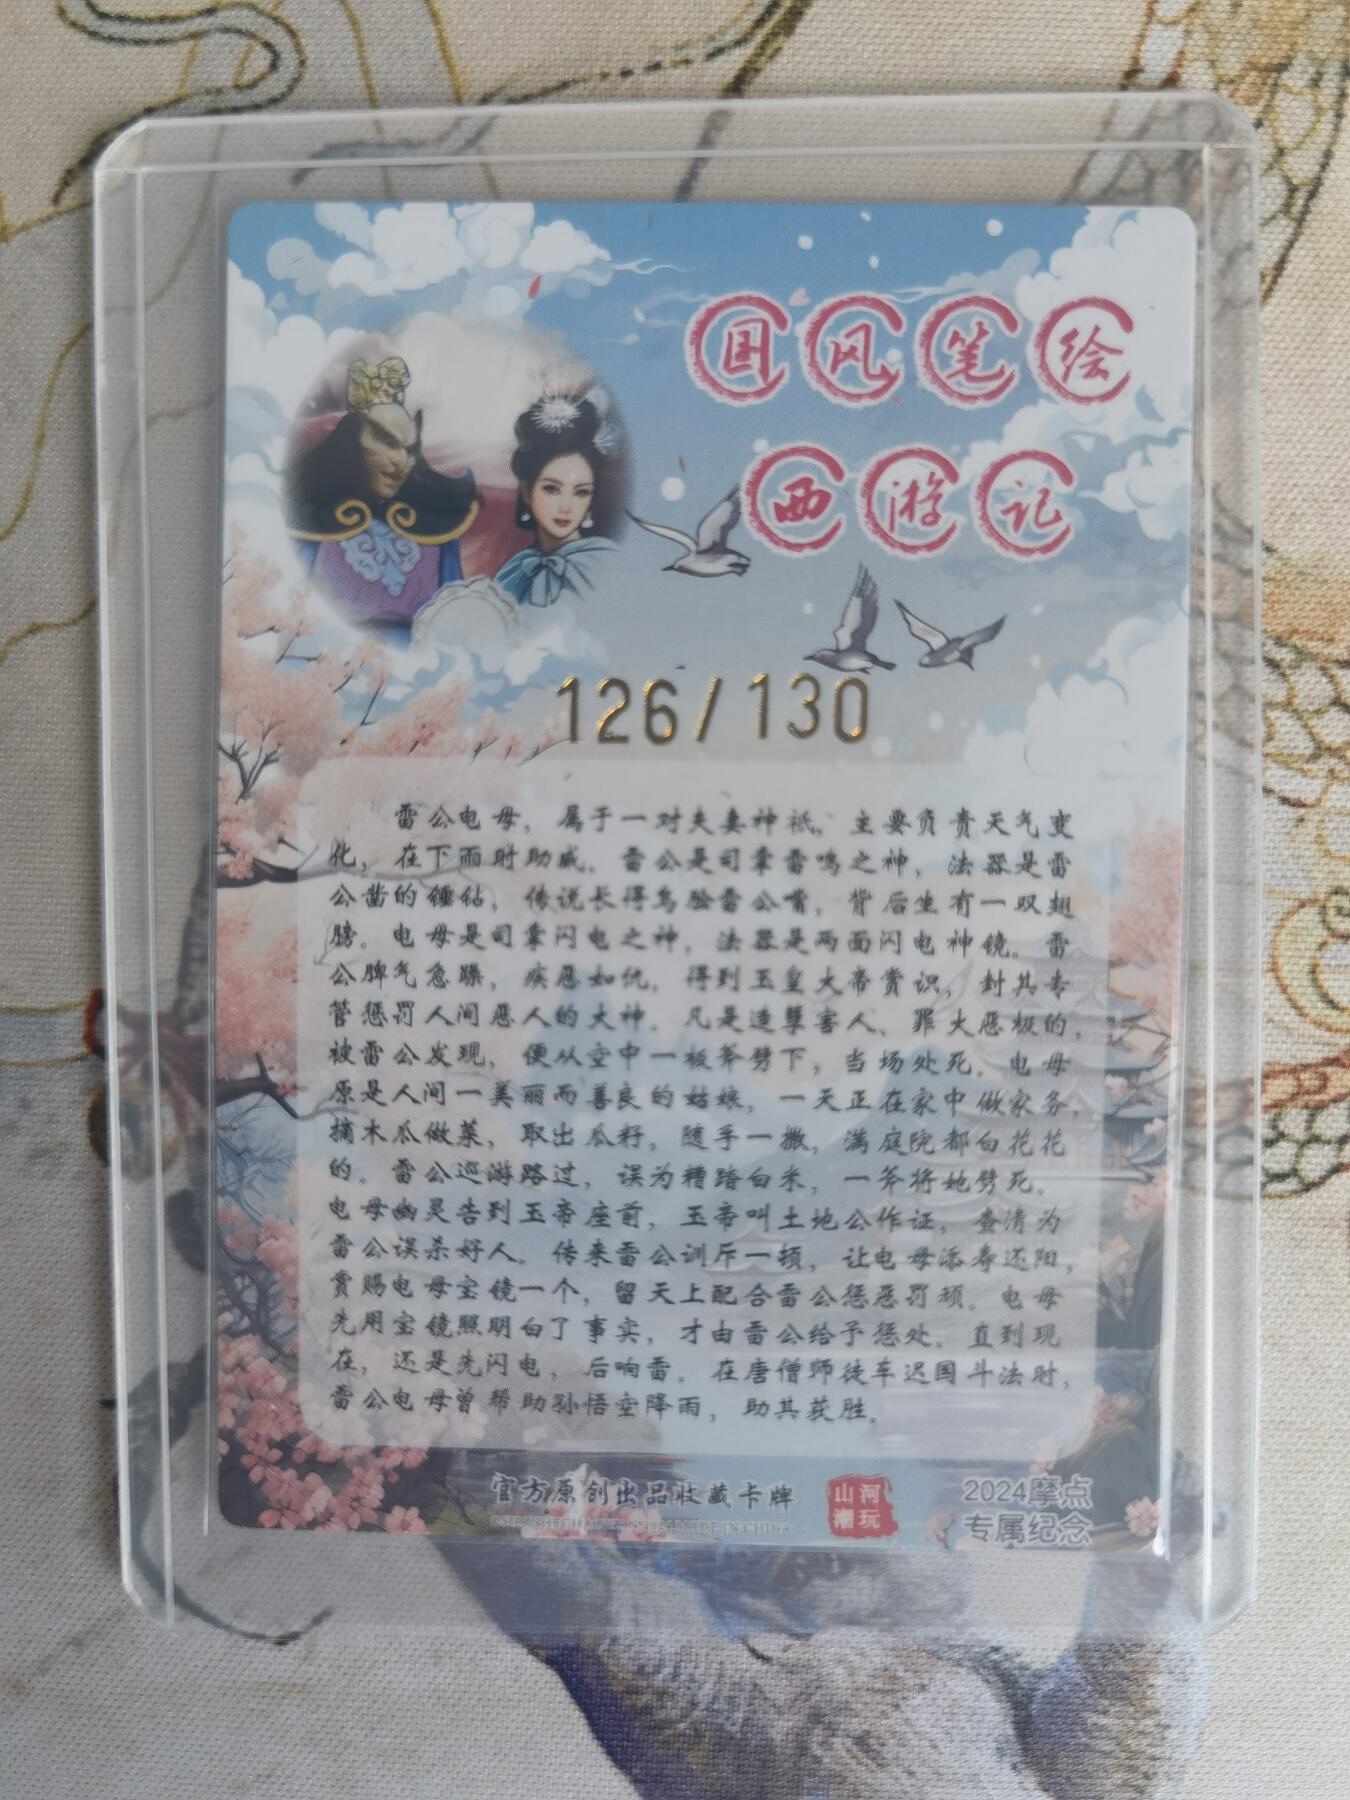 国风笔绘
西游记
126/130
雷公电母，属于一对夫妻神祇。主要负责天气变
化，在下雨时助威。雷公是司掌雷鸣之神，法器是雷
公凿的锤钻，传说长得鸟脸雷公嘴，背后生有一双翅
膀。电母是司掌闪电之神，法器是两面闪电神镜。雷
公脾气急躁，疾恶如仇，得到玉皇大帝赏识，封其专
管惩罚人间恶人的大神。凡是造孽害人、罪大恶极的，
被雷公发现，便从空中一板斧劈下，当场处死。电母
原是人间一美丽而善良的姑娘，一天正在家中做家务，
摘木瓜做菜，取出瓜籽，随手一撒，满庭院都白花花
的。雷公巡游路过，误为糟踏白米，一斧将她劈死。
电母幽灵告到玉帝座前，玉帝叫土地公作证，查清为
雷公误杀好人。传来雷公训斥一顿，让电母添寿还阳，
赏赐电母宝镜一个，留天上配合雷公惩恶罚顽。电母
先用宝镜照明白了事实，才由雷公给予惩处。直到现
在，还是先闪电，后响雷。在唐僧师徒车迟国斗法时，
雷公电母曾帮助孙悟空降雨，助其获胜。
官方原创出品收藏卡牌
MADE IN CHINA
山河
潮玩
2024摩点
专属纪念